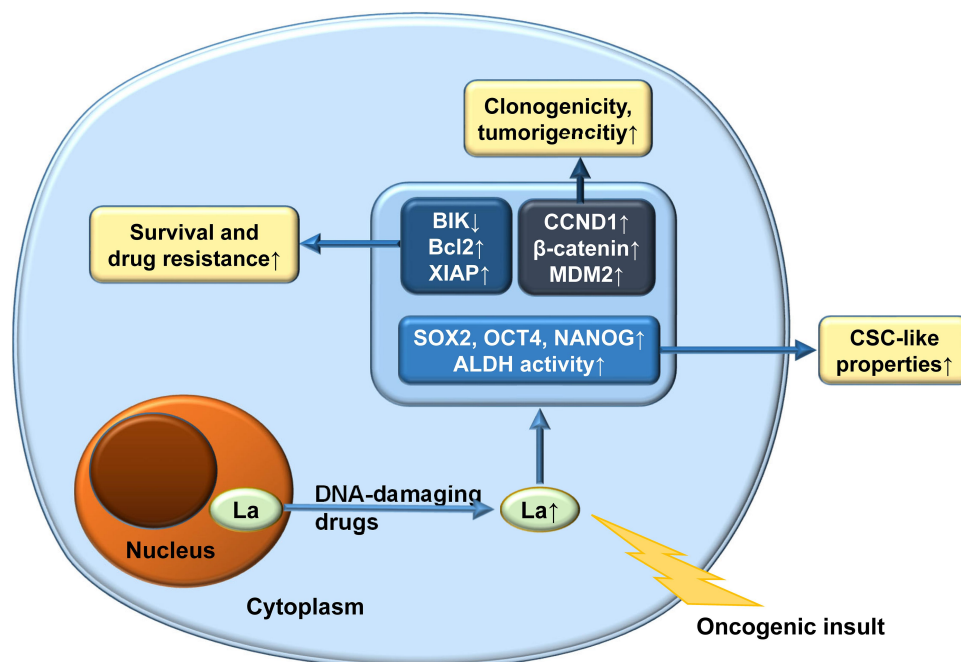 Clonogenicity,
tumorigencitiy↑
BIK↓
Bcl2↑
XIAP↑
CCND1↑
β-catenin↑
MDM2↑
Survival and
drug resistance↑
SOX2, OCT4, NANOG↑
ALDH activity↑
CSC-like
properties↑
La
DNA-damaging
drugs
La↑
Nucleus
Cytoplasm
Oncogenic insult